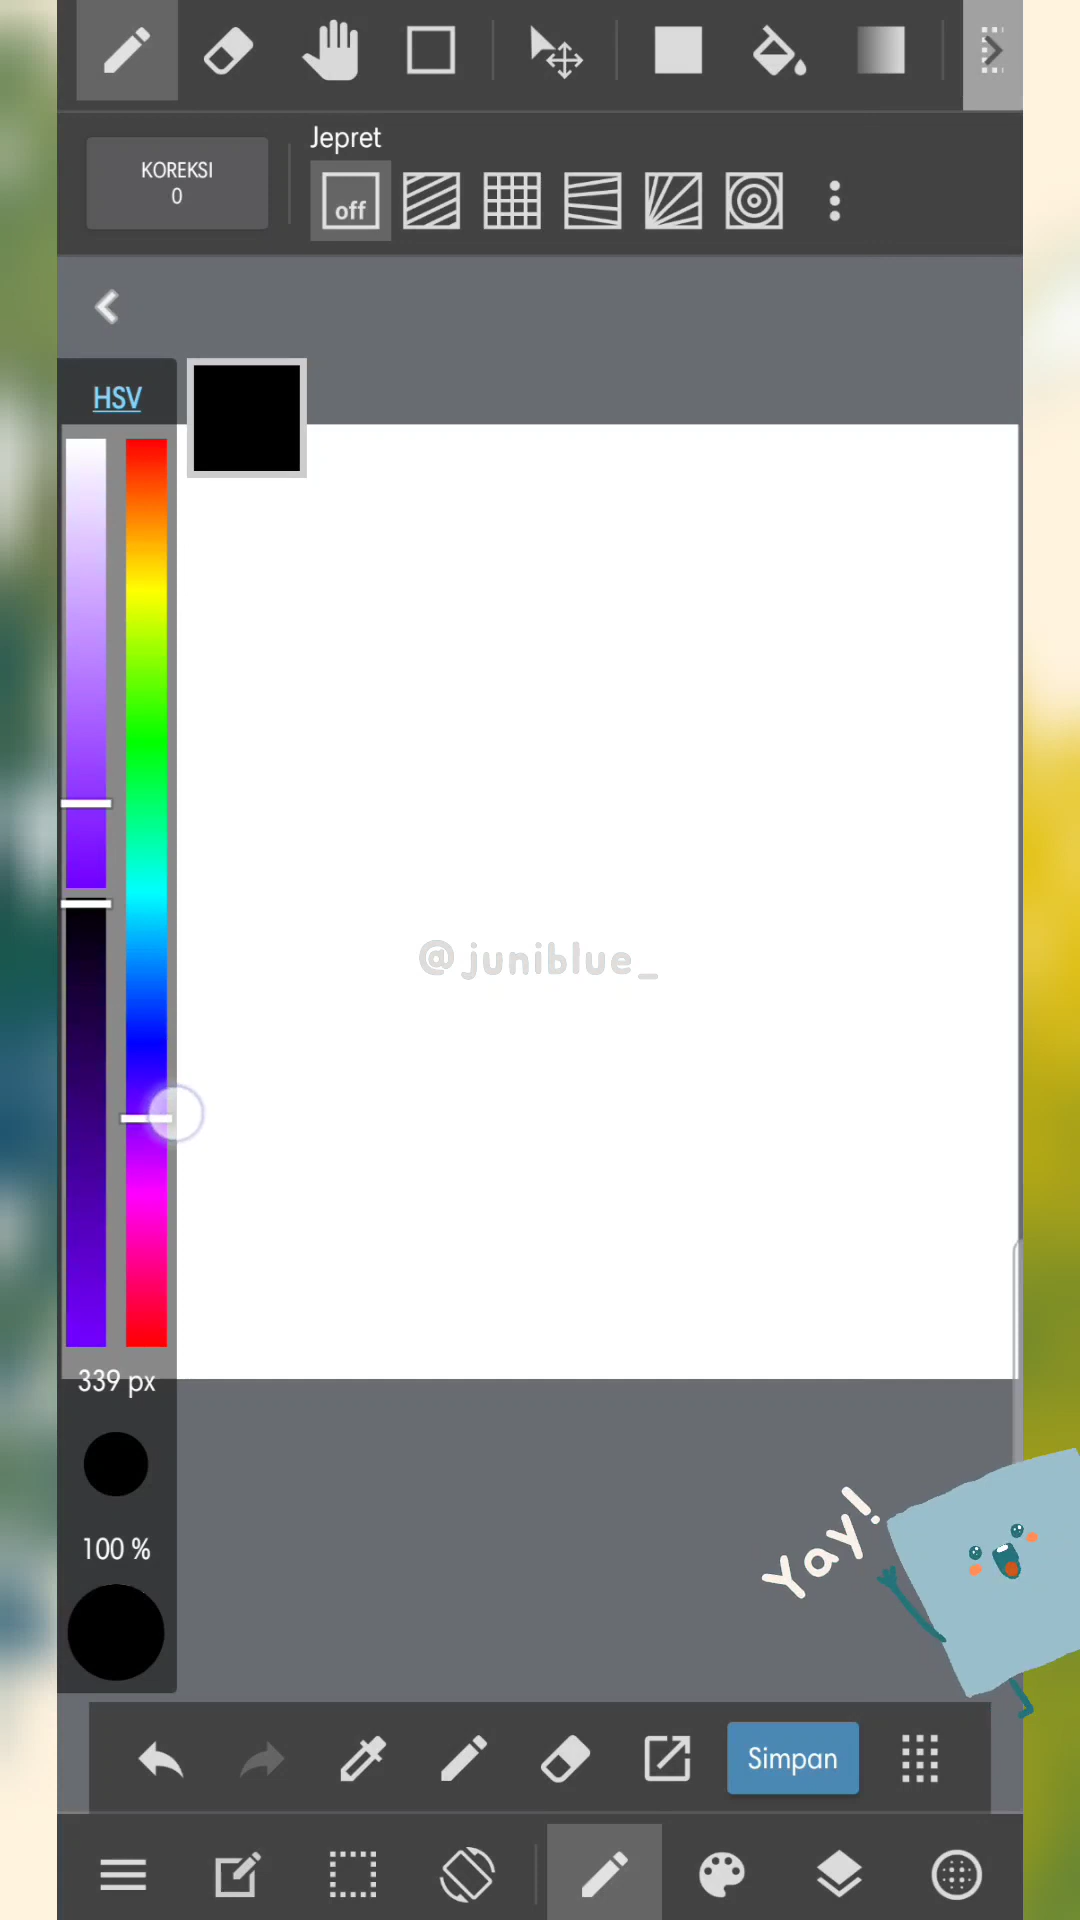 Jepret
KOREKSI
0
off
HSV
@juniblue_
339 px
Yay!
100 %
Simpan